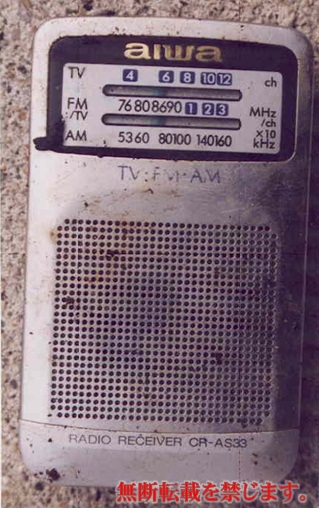 aiwa
TV 4 6 8 10 12 ch
FM 76 80 86 90 1 2 3 MHz
/TV /ch
AM 53 60 80 100 140 160 ×10 kHz
TV·FM·AM
RADIO RECEIVER CR-AS33
無断転載を禁じます。